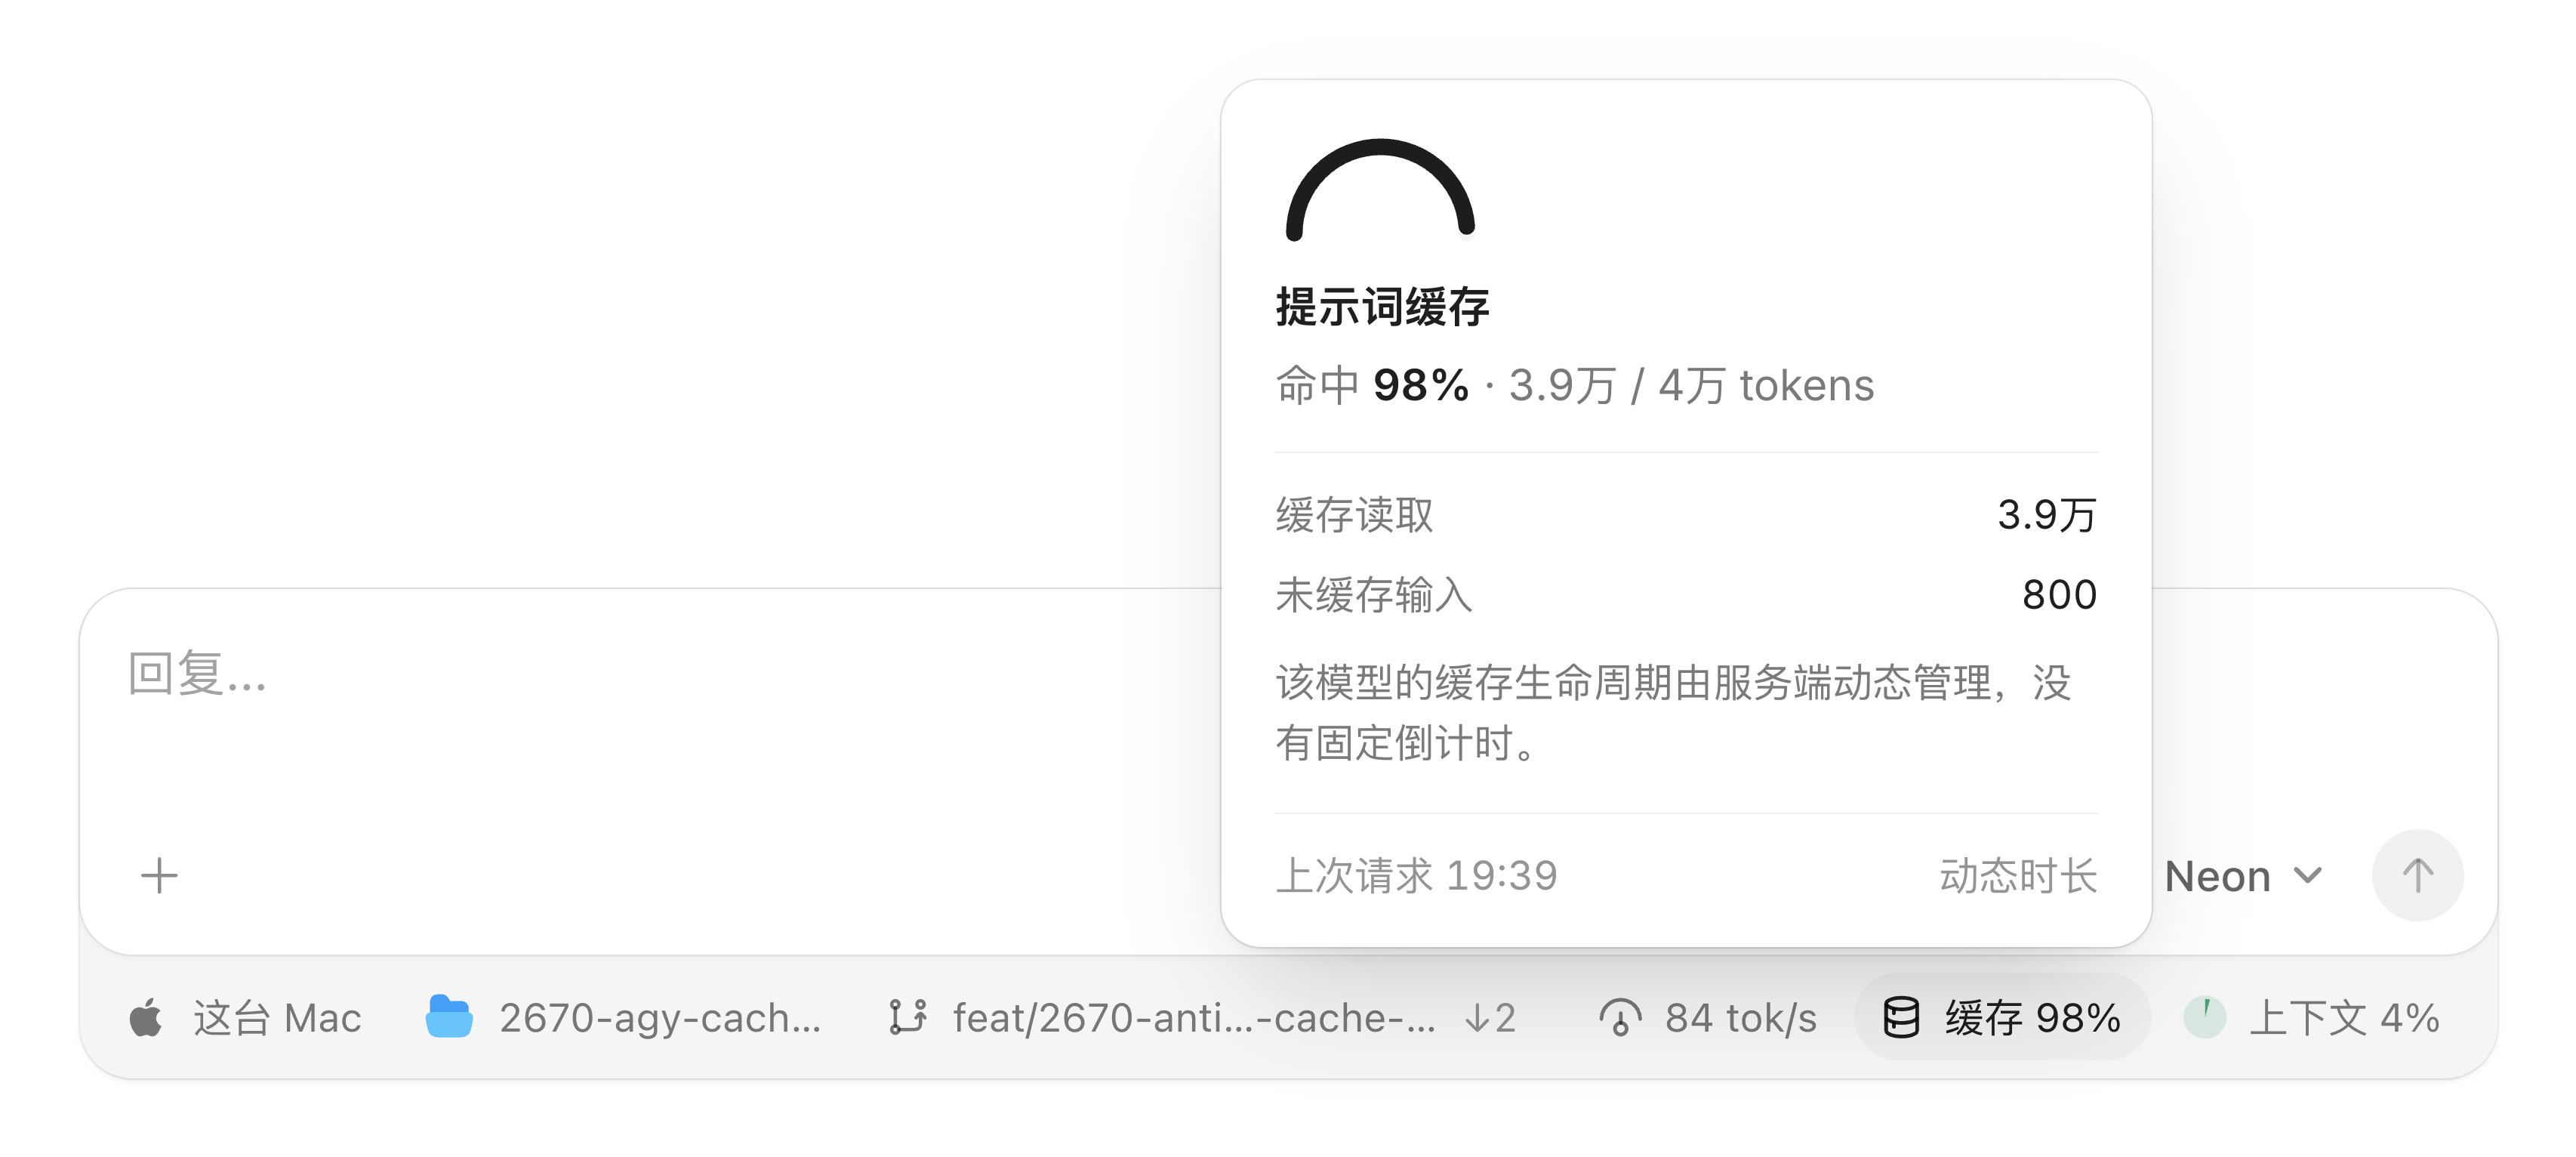 提示词缓存
命中 98% · 3.9万 / 4万 tokens
缓存读取 3.9万
未缓存输入 800
该模型的缓存生命周期由服务端动态管理，没
有固定倒计时。
上次请求 19:39 动态时长
回复...
Neon
这台 Mac 2670-agy-cach... feat/2670-anti...-cache-... ↓2 84 tok/s 缓存 98% 上下文 4%